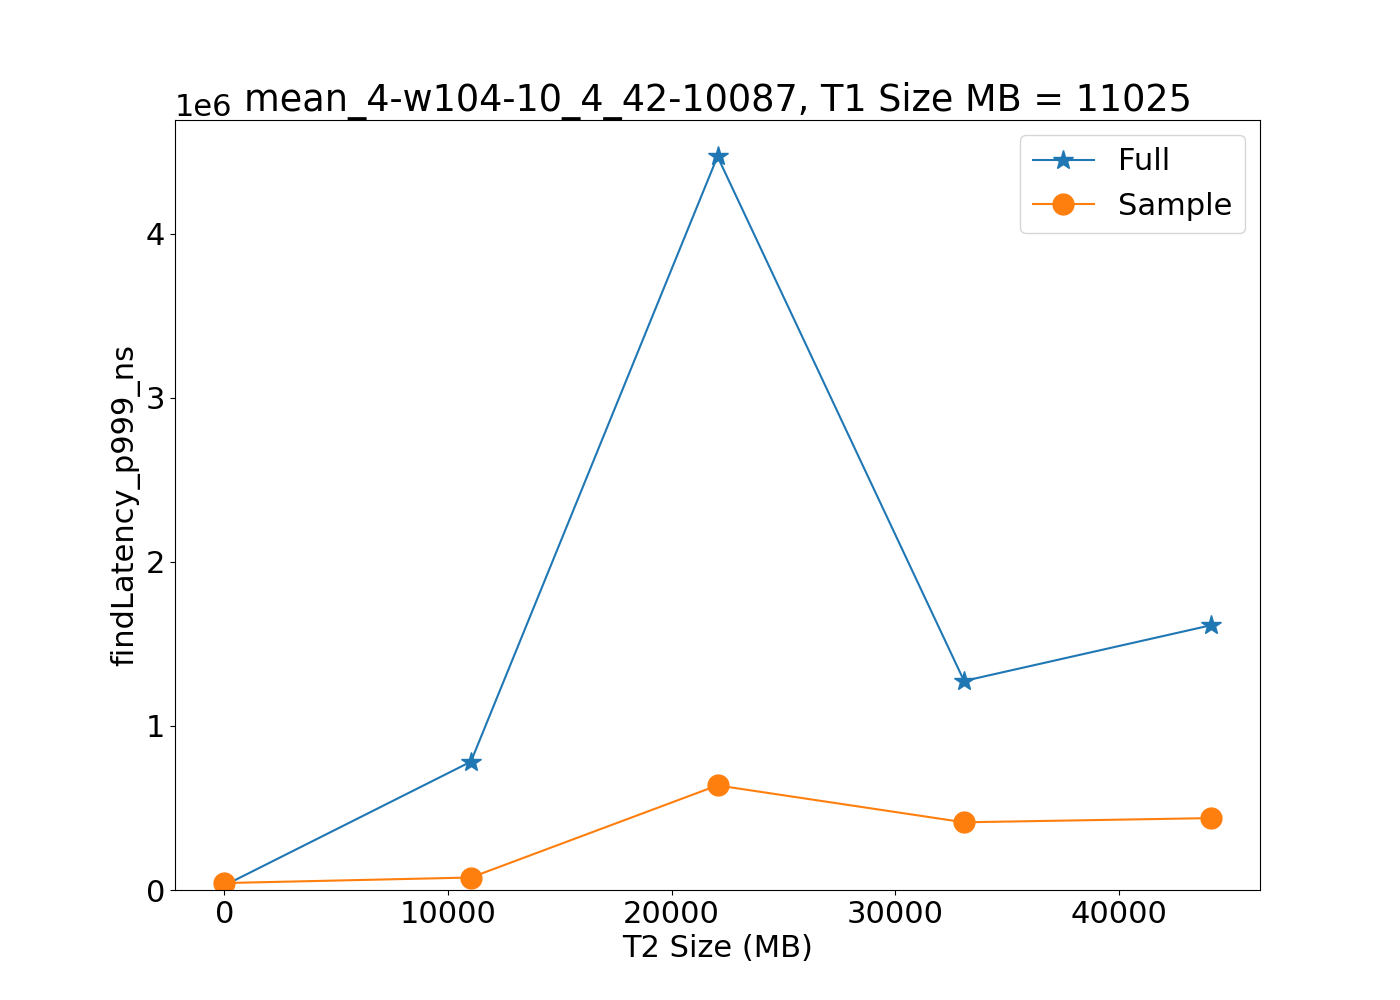 1e6
mean_4-w104-10_4_42-10087, T1 Size MB = 11025
Full
Sample
findLatency_p999_ns
4
3
2
1
0
0 10000 20000 30000 40000
T2 Size (MB)